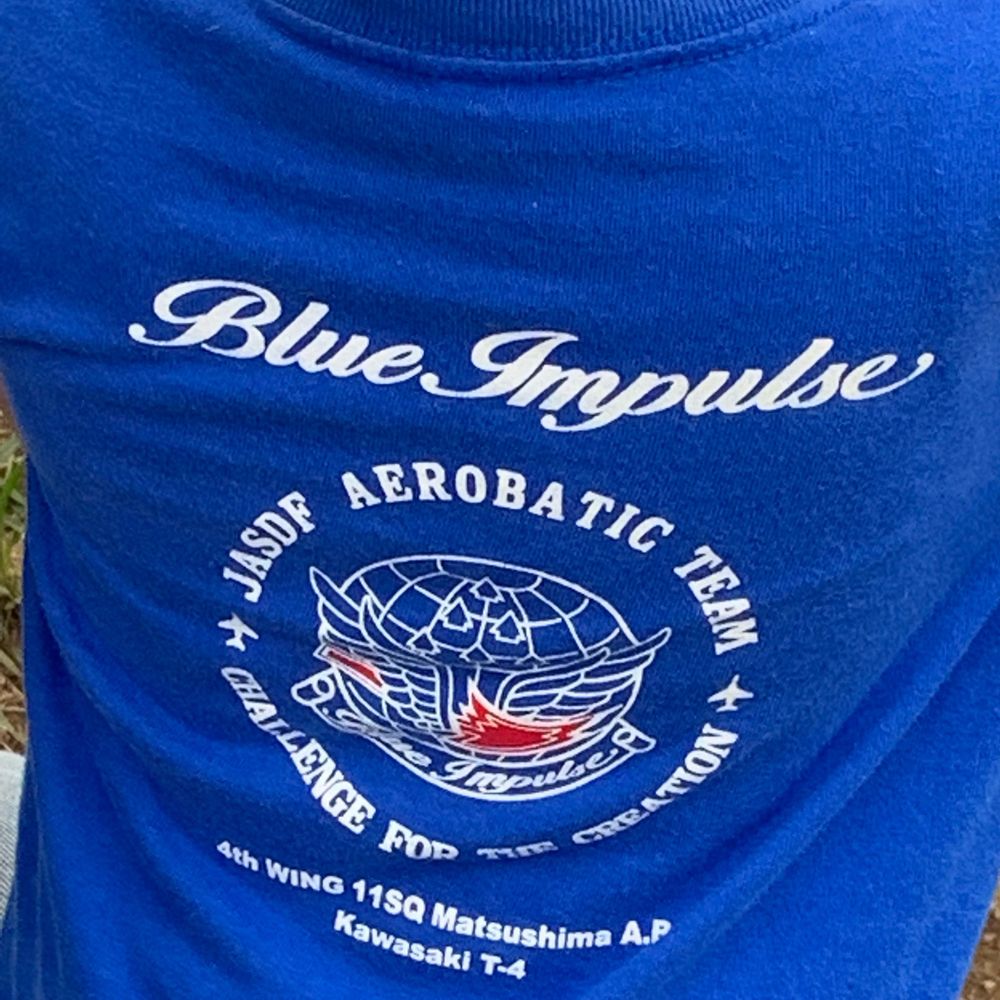 Blue Impulse
JASDF AEROBATIC TEAM
Blue Impulse
CHALLENGE FOR THE CREATION
4th WING 11SQ Matsushima A.P
Kawasaki T-4